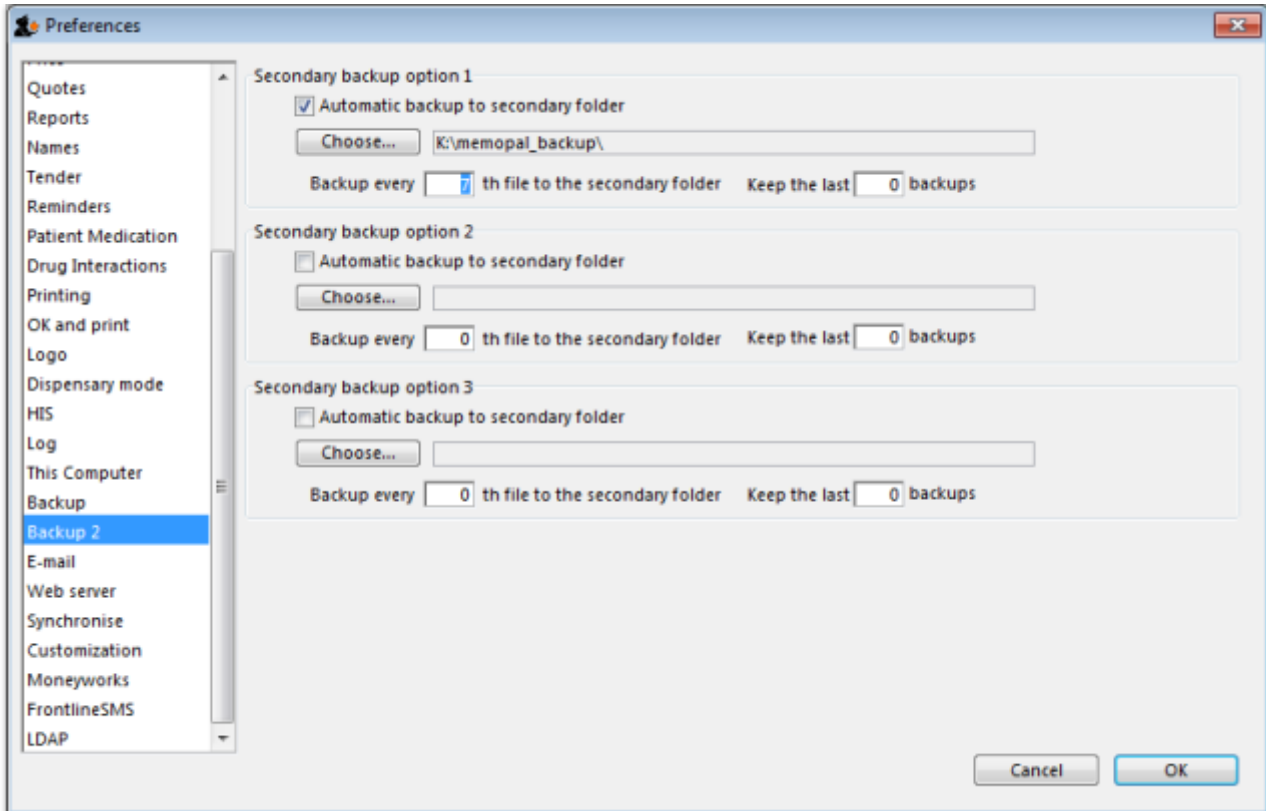 Preferences
Quotes
Reports
Names
Tender
Reminders
Patient Medication
Drug Interactions
Printing
OK and print
Logo
Dispensary mode
HIS
Log
This Computer
Backup
Backup 2
E-mail
Web server
Synchronise
Customization
Moneyworks
FrontlineSMS
LDAP
Secondary backup option 1
Automatic backup to secondary folder
Choose... K:\memopal_backup\
Backup every 7 th file to the secondary folder Keep the last 0 backups
Secondary backup option 2
Automatic backup to secondary folder
Choose...
Backup every 0 th file to the secondary folder Keep the last 0 backups
Secondary backup option 3
Automatic backup to secondary folder
Choose...
Backup every 0 th file to the secondary folder Keep the last 0 backups
Cancel OK